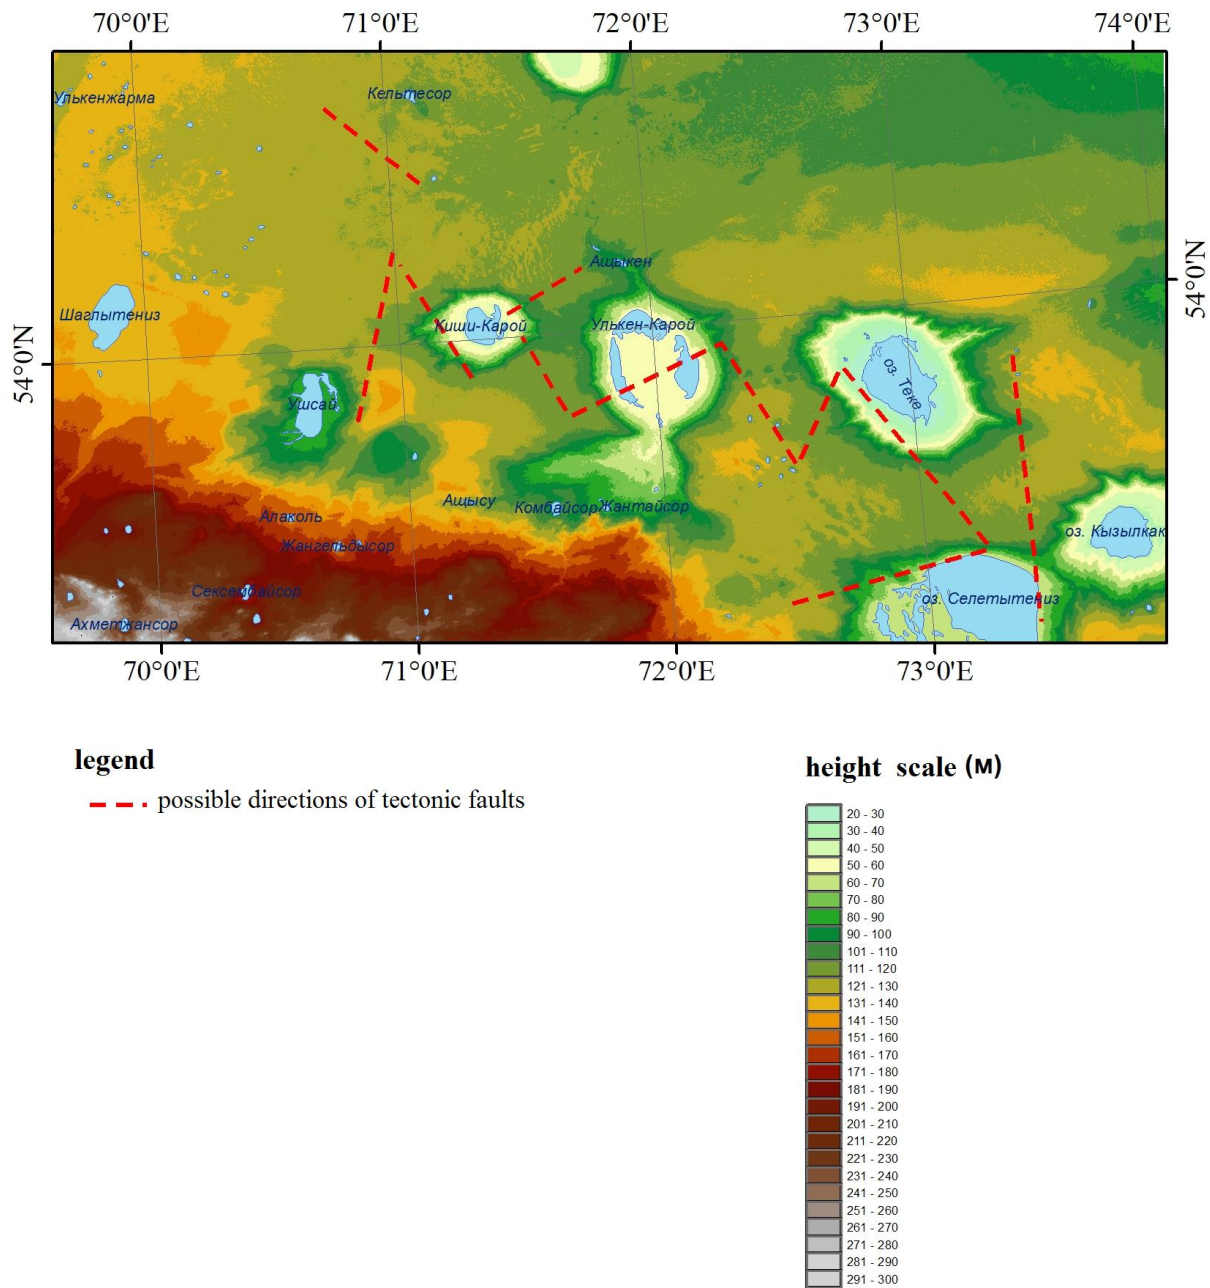 70°0'E 71°0'E 72°0'E 73°0'E 74°0'E
Улькенжарма
Кельтесор
Ащыкен
54°0'N
Шаглытениз
Киши-Карой
Улькен-Карой
54°0'N
оз. Теке
Ушсай
Ащысу
Комбайсор
Жантайсор
Алаколь
оз. Кызылкак
Жангельдысор
Сексембайсор
оз. Селетытениз
Ахметжансор
70°0'E 71°0'E 72°0'E 73°0'E
legend
possible directions of tectonic faults
height scale (м)
20 - 30
30 - 40
40 - 50
50 - 60
60 - 70
70 - 80
80 - 90
90 - 100
101 - 110
111 - 120
121 - 130
131 - 140
141 - 150
151 - 160
161 - 170
171 - 180
181 - 190
191 - 200
201 - 210
211 - 220
221 - 230
231 - 240
241 - 250
251 - 260
261 - 270
271 - 280
281 - 290
291 - 300